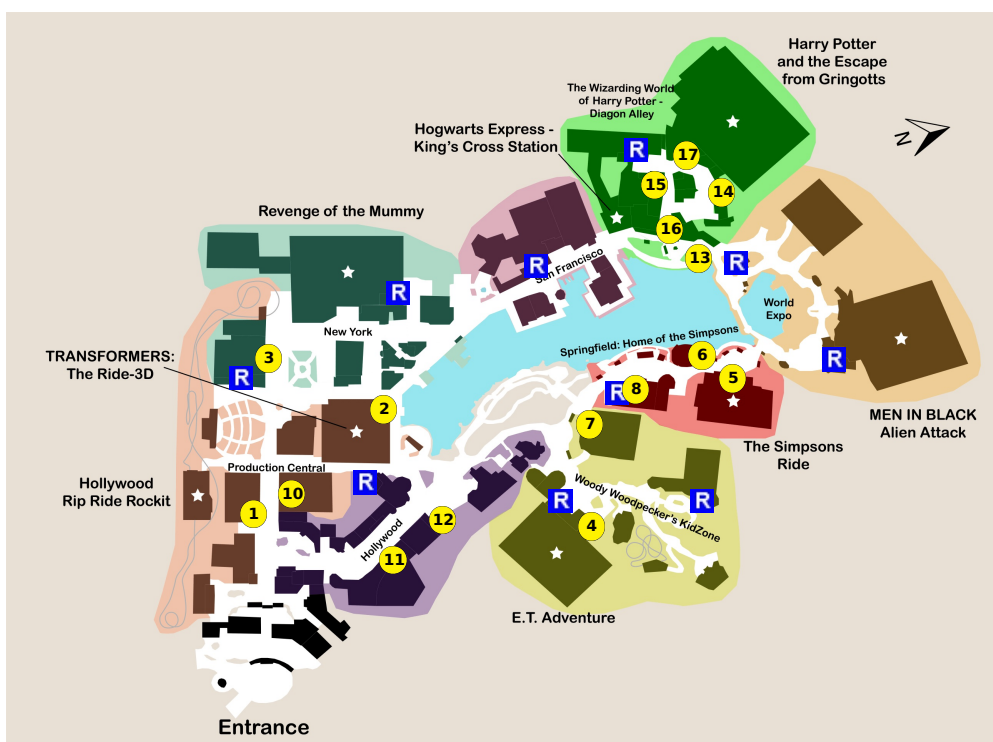 Harry Potter
and the Escape
from Gringotts
The Wizarding World
of Harry Potter -
Diagon Alley
Hogwarts Express -
King's Cross Station
N
R
17
15
14
16
13
Revenge of the Mummy
R
San Francisco
R
World
Expo
R
New York
Springfield: Home of the Simpsons
TRANSFORMERS:
The Ride-3D
3
R
6
R
5
R
8
2
MEN IN BLACK
Alien Attack
7
The Simpsons
Ride
Production Central
Hollywood
Rip Ride Rockit
R
10
1
12
Woody Woodpecker's KidZone
R
R
4
Hollywood
11
E.T. Adventure
Entrance